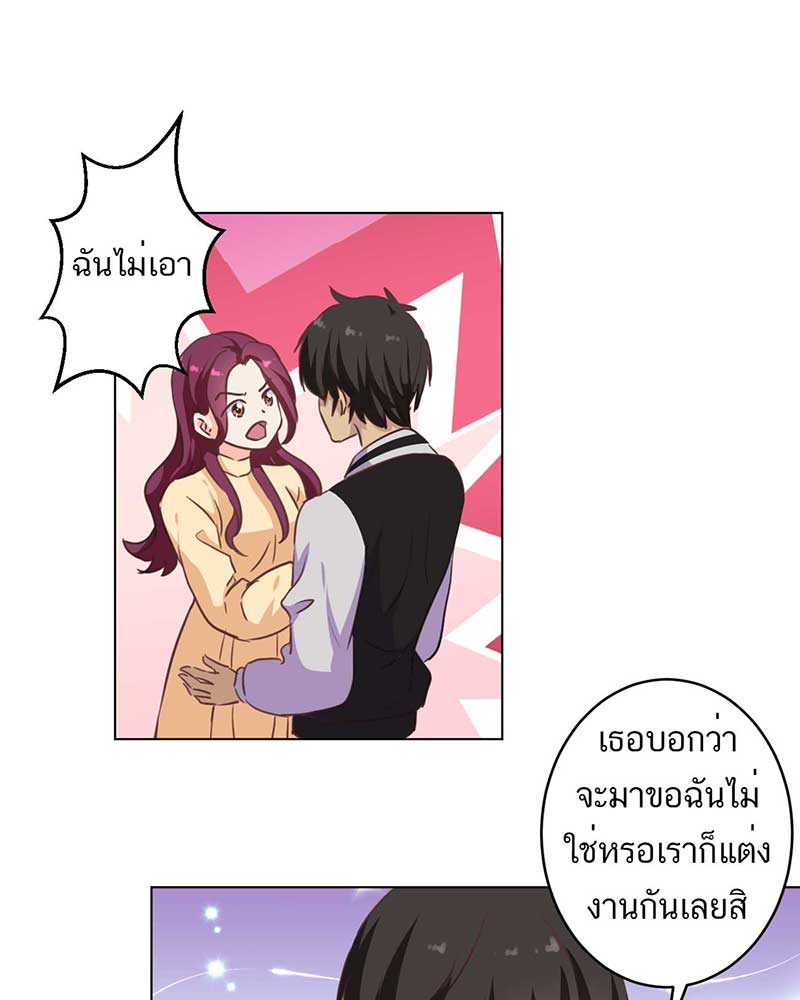 ฉันไม่เอา
เธอบอกว่า
จะมาขอฉันไม่
ใช่หรอเราก็แต่ง
งานกันเลยสิ